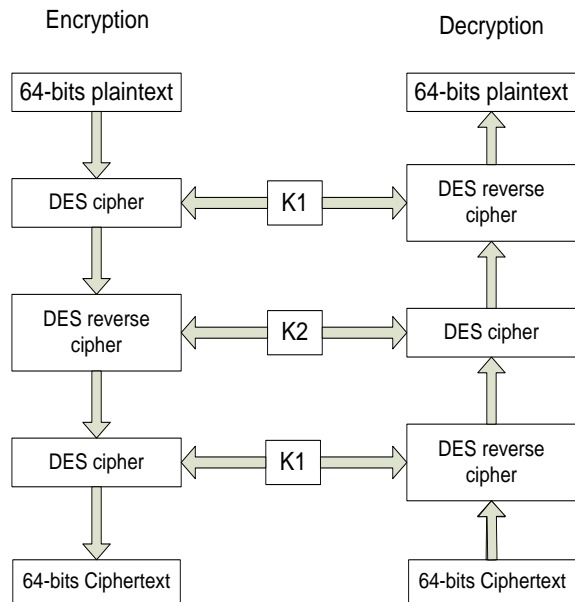 Encryption
Decryption
64-bits plaintext
64-bits plaintext
DES cipher
K1
DES reverse
cipher
DES reverse
cipher
K2
DES cipher
DES cipher
K1
DES reverse
cipher
64-bits Ciphertext
64-bits Ciphertext